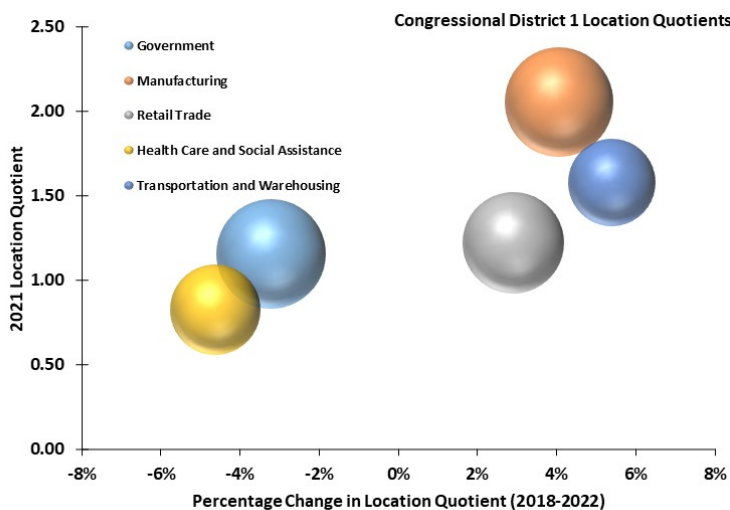 Congressional District 1 Location Quotients
2.50
2.00
1.50
1.00
0.50
0.00
2021 Location Quotient
Government
Manufacturing
Retail Trade
Health Care and Social Assistance
Transportation and Warehousing
-8%
-6%
-4%
-2%
0%
2%
4%
6%
8%
Percentage Change in Location Quotient (2018-2022)